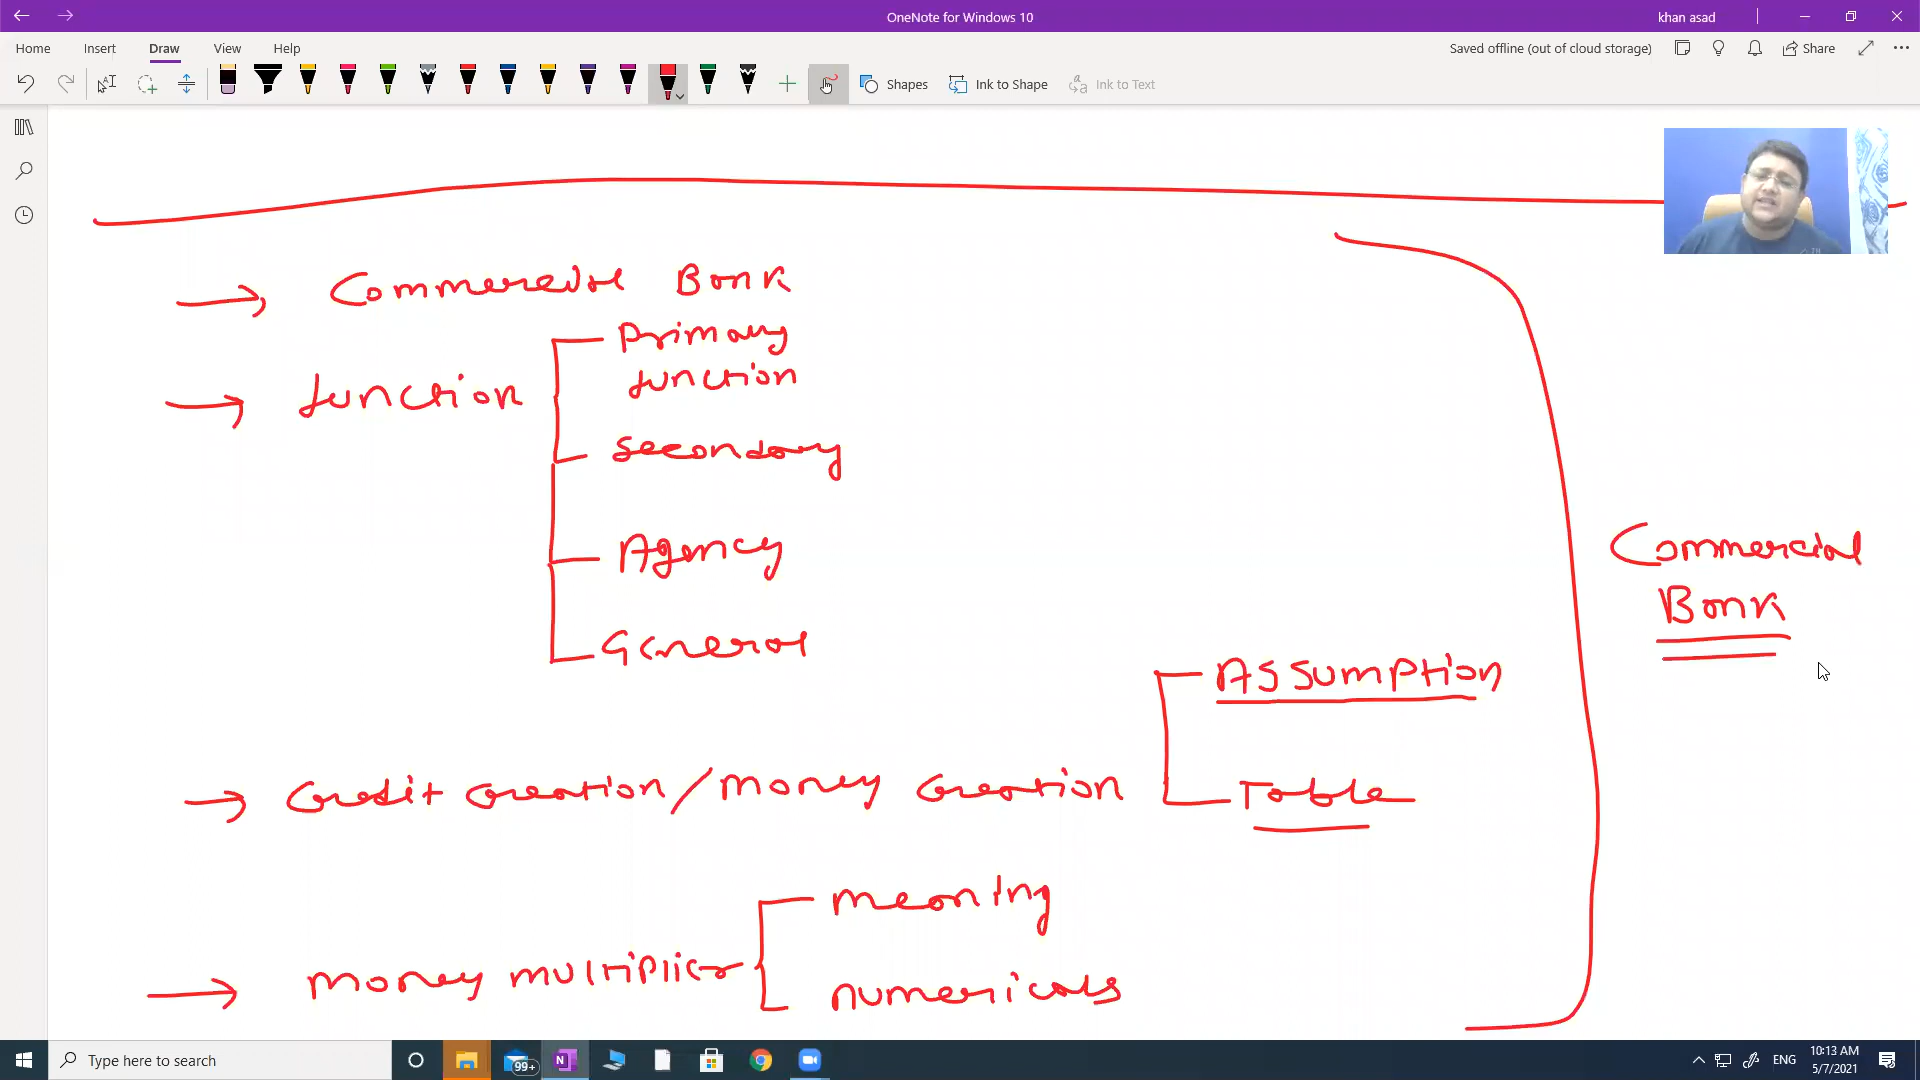 OneNote for Windows 10
khan asad
Home Insert Draw View Help
Saved offline (out of cloud storage)
Share
Shapes
Ink to Shape
Ink to Text
→ Commercial Bank
→ function
Primary
function
Secondary
Agency
General
→ Credit creation/money creation
Assumption
Table
→ money multiplier
meaning
numericals
Commercial
Bank
Type here to search
99+
ENG
10:13 AM
5/7/2021